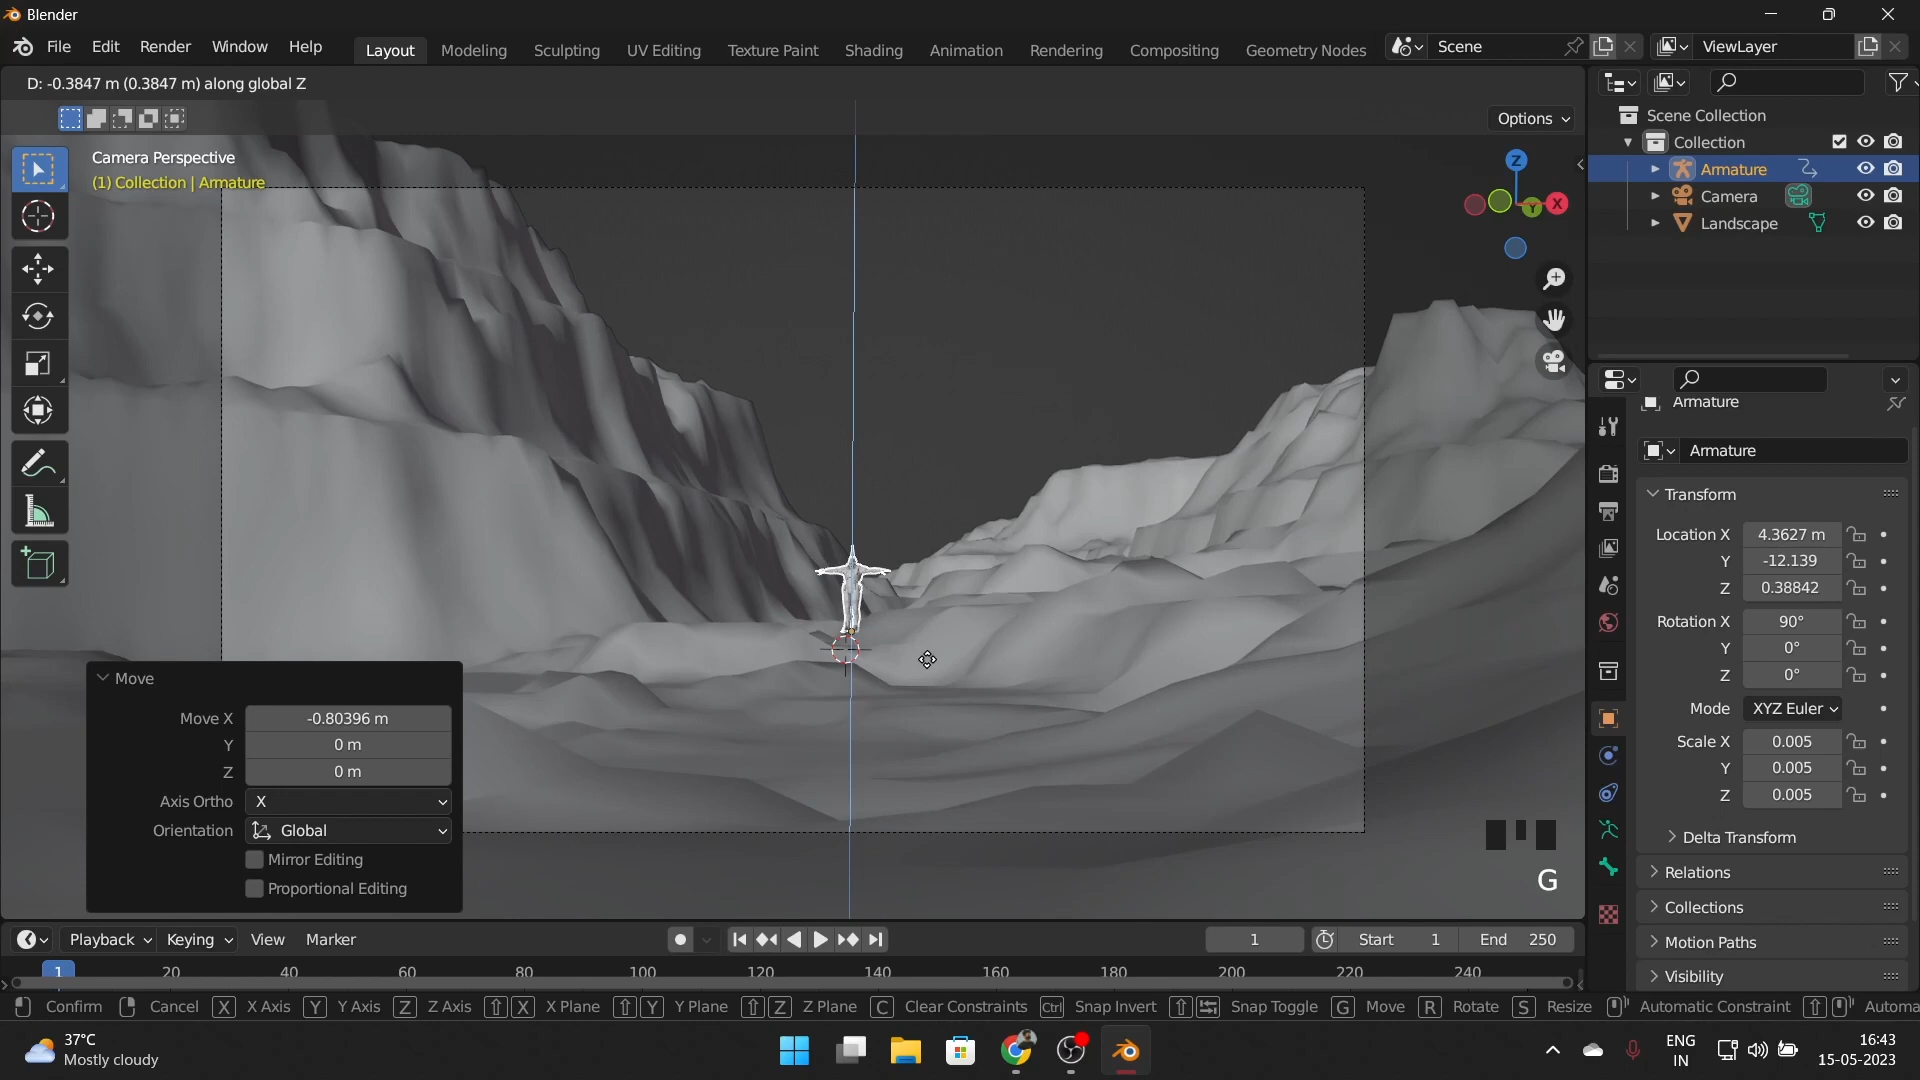 Blender
File Edit Render Window Help Layout Modeling Sculpting UV Editing Texture Paint Shading Animation Rendering Compositing Geometry Nodes Scene ViewLayer
D: -0.3847 m (0.3847 m) along global Z
Options
Camera Perspective
(1) Collection | Armature
Z
X
Y
Scene Collection
Collection
Armature
Camera
Landscape
Armature
Armature
Transform
Location X 4.3627 m
Y -12.139
Z 0.38842
Rotation X 90°
Y 0°
Z 0°
Mode XYZ Euler
Scale X 0.005
Y 0.005
Z 0.005
Delta Transform
Relations
Collections
Motion Paths
Visibility
Move
Move X -0.80396 m
Y 0 m
Z 0 m
Axis Ortho X
Orientation Global
Mirror Editing
Proportional Editing
G
Playback Keying View Marker 1 Start 1 End 250
1 20 40 60 80 100 120 140 160 180 200 220 240
Confirm Cancel X X Axis Y Y Axis Z Z Axis X X Plane Y Y Plane Z Z Plane C Clear Constraints Ctrl Snap Invert Snap Toggle G Move R Rotate S Resize Automatic Constraint Automa
37°C
Mostly cloudy
ENG
IN
16:43
15-05-2023